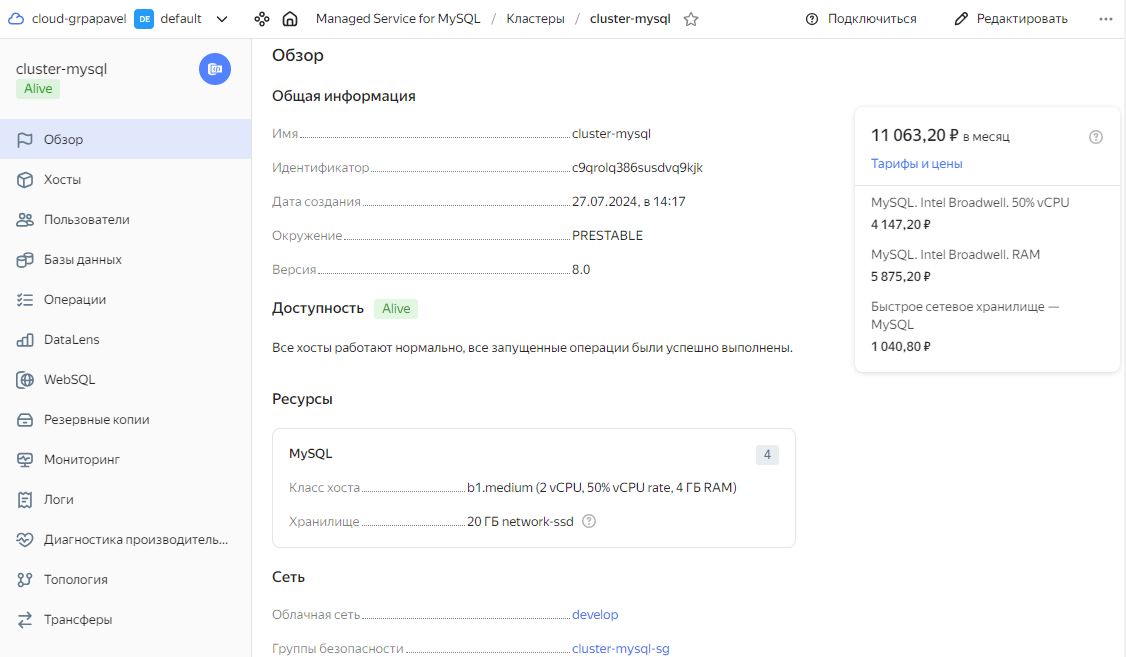 cloud-grpapavel DE default Managed Service for MySQL / Кластеры / cluster-mysql Подключиться Редактировать
cluster-mysql
Alive
Обзор
Хосты
Пользователи
Базы данных
Операции
DataLens
WebSQL
Резервные копии
Мониторинг
Логи
Диагностика производитель...
Топология
Трансферы
Обзор
Общая информация
Имя cluster-mysql
Идентификатор c9qrolq386susdvq9kjk
Дата создания 27.07.2024, в 14:17
Окружение PRESTABLE
Версия 8.0
Доступность Alive
Все хосты работают нормально, все запущенные операции были успешно выполнены.
Ресурсы
MySQL 4
Класс хоста b1.medium (2 vCPU, 50% vCPU rate, 4 ГБ RAM)
Хранилище 20 ГБ network-ssd
Сеть
Облачная сеть develop
Группы безопасности cluster-mysql-sg
11 063,20 ₽ в месяц
Тарифы и цены
MySQL. Intel Broadwell. 50% vCPU
4 147,20 ₽
MySQL. Intel Broadwell. RAM
5 875,20 ₽
Быстрое сетевое хранилище —
MySQL
1 040,80 ₽